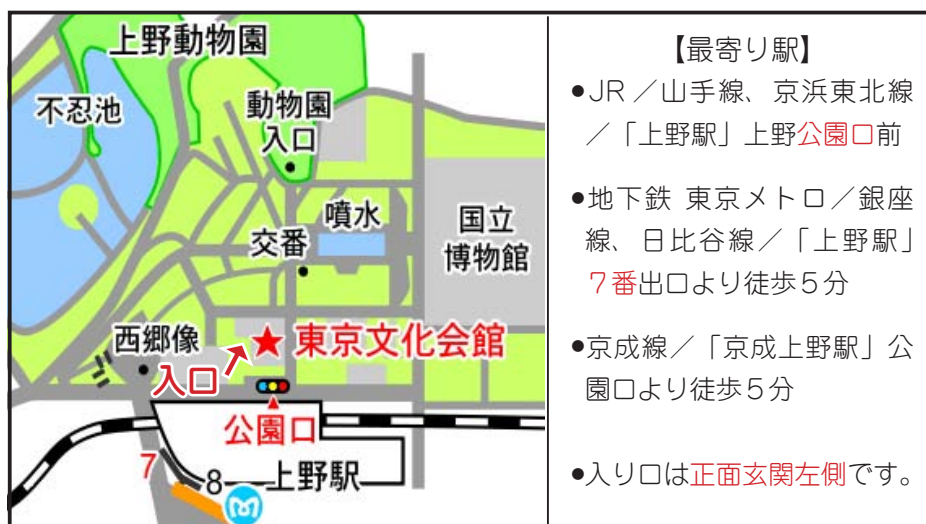 上野動物園
不忍池
動物園
入口
噴水
国立
博物館
交番
西郷像
★東京文化会館
入口
公園口
7
8
上野駅
【最寄り駅】
●JR／山手線、京浜東北線
／「上野駅」上野公園口前
●地下鉄 東京メトロ／銀座
線、日比谷線／「上野駅」
7番出口より徒歩5分
●京成線／「京成上野駅」公
園口より徒歩5分
●入り口は正面玄関左側です。